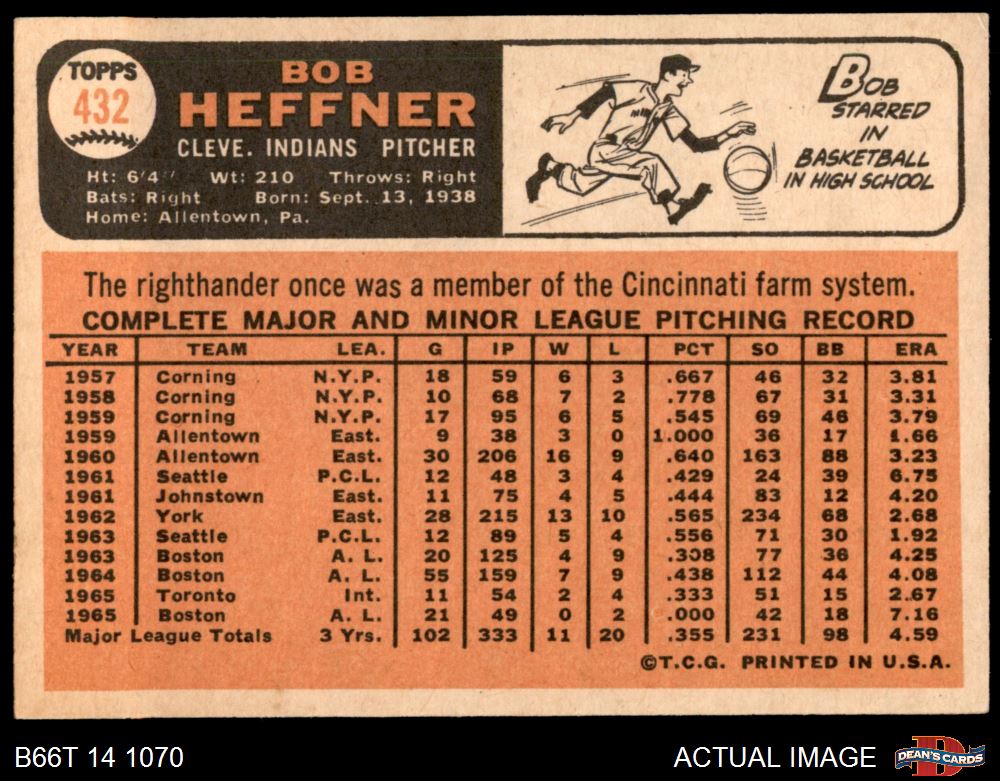 TOPPS
432
BOB
HEFFNER
CLEVE. INDIANS PITCHER
Ht: 6'4" Wt: 210 Throws: Right
Bats: Right Born: Sept. 13, 1938
Home: Allentown, Pa.
BOB
STARRED
IN
BASKETBALL
IN HIGH SCHOOL
The righthander once was a member of the Cincinnati farm system.
COMPLETE MAJOR AND MINOR LEAGUE PITCHING RECORD
YEAR TEAM LEA. G IP W L PCT SO BB ERA
1957 Corning N.Y.P. 18 59 6 3 .667 46 32 3.81
1958 Corning N.Y.P. 10 68 7 2 .778 67 31 3.31
1959 Corning N.Y.P. 17 95 6 5 .545 69 46 3.79
1959 Allentown East. 9 38 3 0 1.000 36 17 1.66
1960 Allentown East. 30 206 16 9 .640 163 88 3.23
1961 Seattle P.C.L. 12 48 3 4 .429 24 39 6.75
1961 Johnstown East. 11 75 4 5 .444 83 12 4.20
1962 York East. 28 215 13 10 .565 234 68 2.68
1963 Seattle P.C.L. 12 89 5 4 .556 71 30 1.92
1963 Boston A. L. 20 125 4 9 .308 77 36 4.25
1964 Boston A. L. 55 159 7 9 .438 112 44 4.08
1965 Toronto Int. 11 54 2 4 .333 51 15 2.67
1965 Boston A.L. 21 49 0 2 .000 42 18 7.16
Major League Totals 3 Yrs. 102 333 11 20 .355 231 98 4.59
©T.C.G. PRINTED IN U.S.A.
B66T 14 1070
ACTUAL IMAGE
D
DEAN'S CARDS